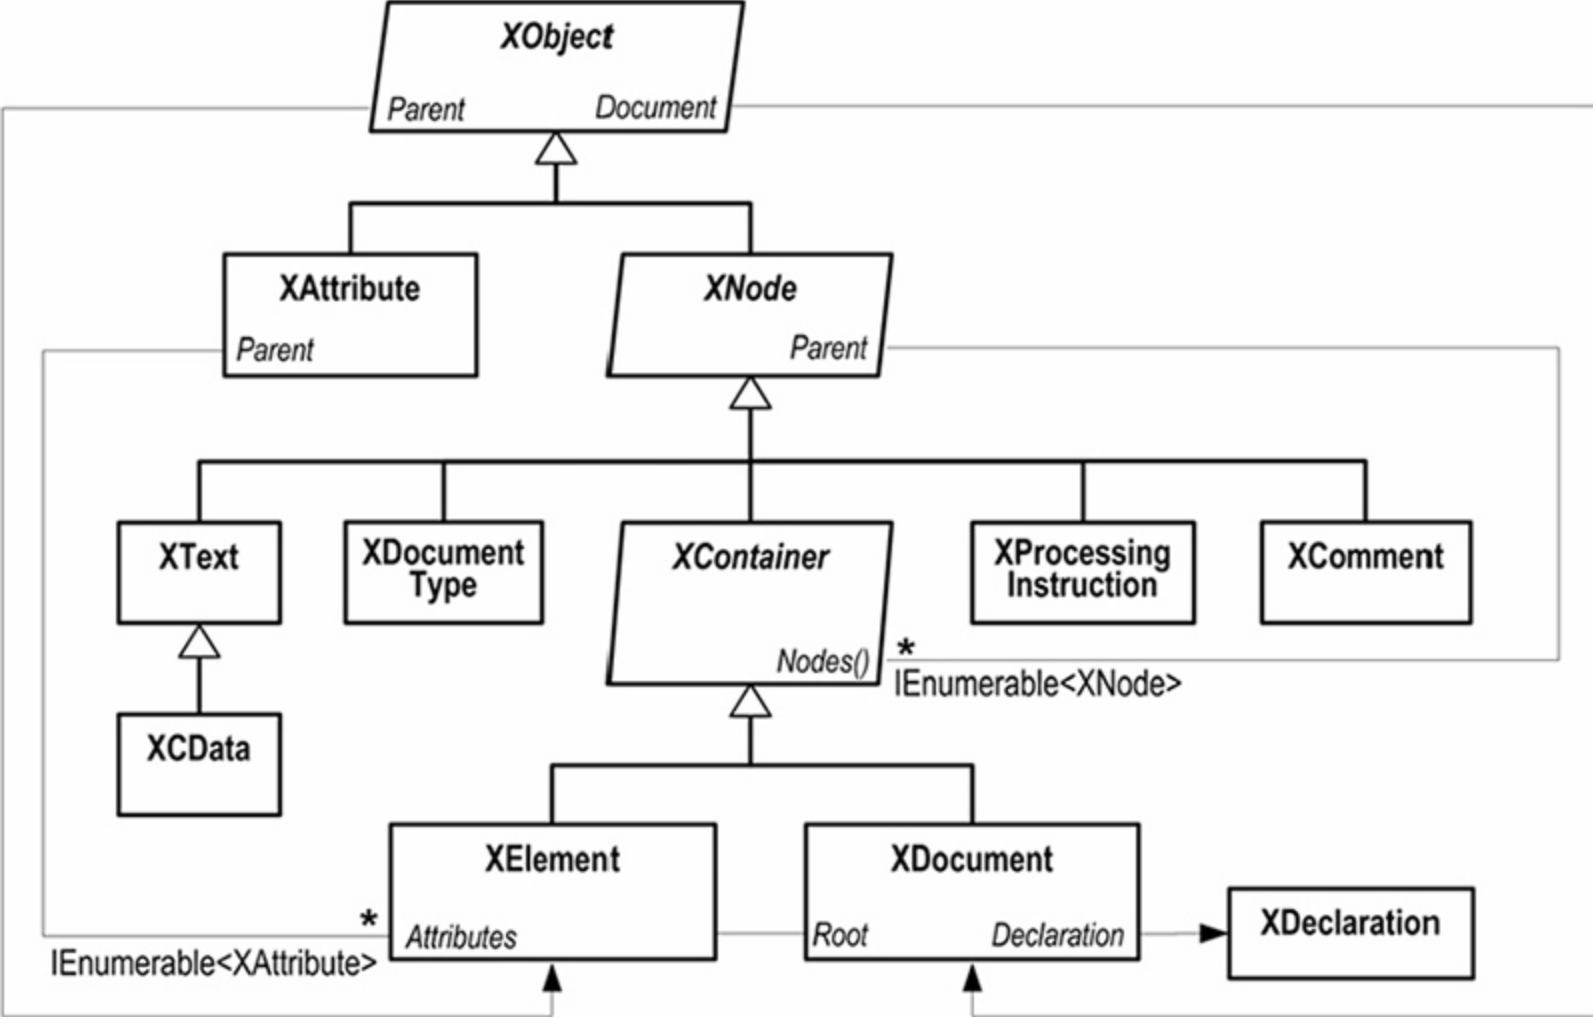 XObject
Parent Document
XAttribute
Parent
XNode
Parent
XText
XDocument
Type
XContainer
Nodes()
XProcessing
Instruction
XComment
*
IEnumerable<XNode>
XCData
XElement
Attributes
*
IEnumerable<XAttribute>
XDocument
Root Declaration
XDeclaration